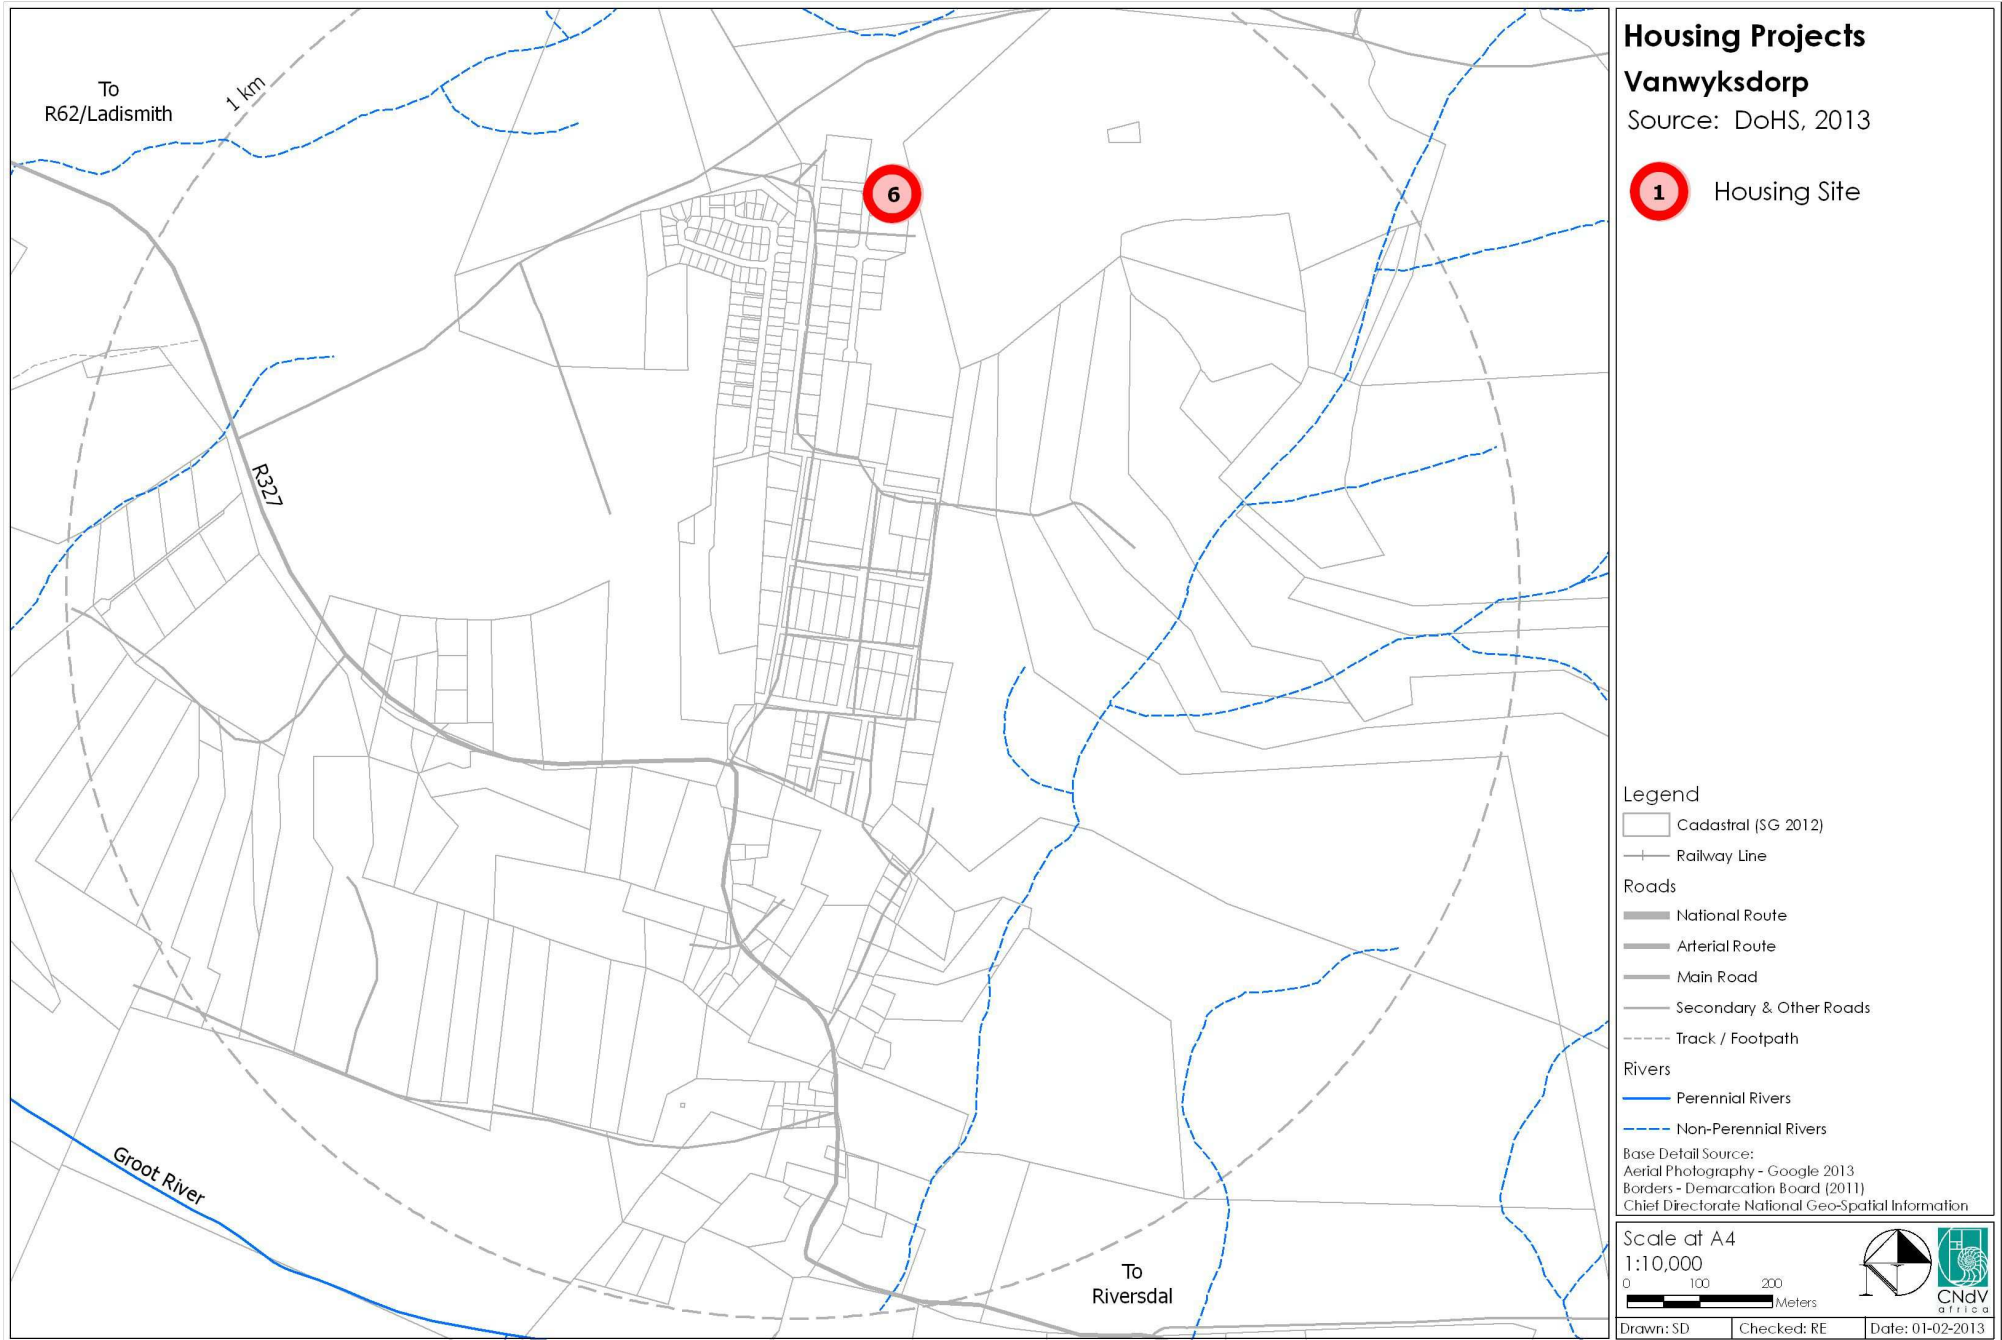 To
R62/Ladismith
1 km
6
R327
Groot River
To
Riversdal
Housing Projects
Vanwyksdorp
Source: DoHS, 2013
1 Housing Site
Legend
Cadastral (SG 2012)
Railway Line
Roads
National Route
Arterial Route
Main Road
Secondary & Other Roads
Track / Footpath
Rivers
Perennial Rivers
Non-Perennial Rivers
Base Detail Source:
Aerial Photography - Google 2013
Borders - Demarcation Board (2011)
Chief Directorate National Geo-Spatial Information
Scale at A4
1:10,000
0 100 200
Meters
CNdV
africa
Drawn: SD Checked: RE Date: 01-02-2013